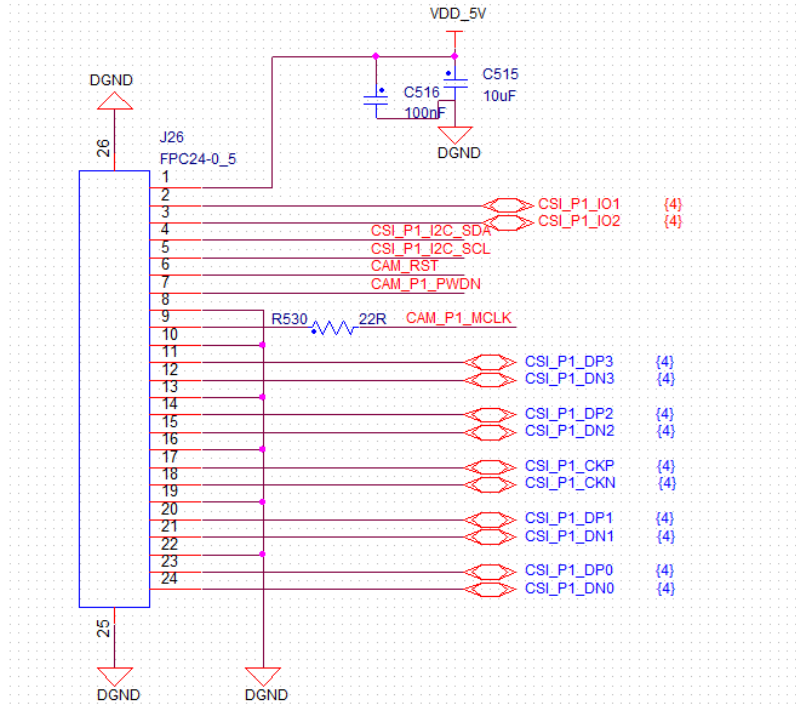 VDD_5V
DGND
C515
10uF
C516
100nF
DGND
26
J26
FPC24-0_5
1
2
CSI_P1_IO1 {4}
3
CSI_P1_IO2 {4}
4
CSI_P1_I2C_SDA
5
CSI_P1_I2C_SCL
6
CAM_RST
7
CAM_P1_PWDN
8
9
R530 22R CAM_P1_MCLK
10
11
CSI_P1_DP3 {4}
12
CSI_P1_DN3 {4}
13
14
CSI_P1_DP2 {4}
15
CSI_P1_DN2 {4}
16
17
CSI_P1_CKP {4}
18
CSI_P1_CKN {4}
19
20
CSI_P1_DP1 {4}
21
CSI_P1_DN1 {4}
22
23
CSI_P1_DP0 {4}
24
CSI_P1_DN0 {4}
25
DGND
DGND